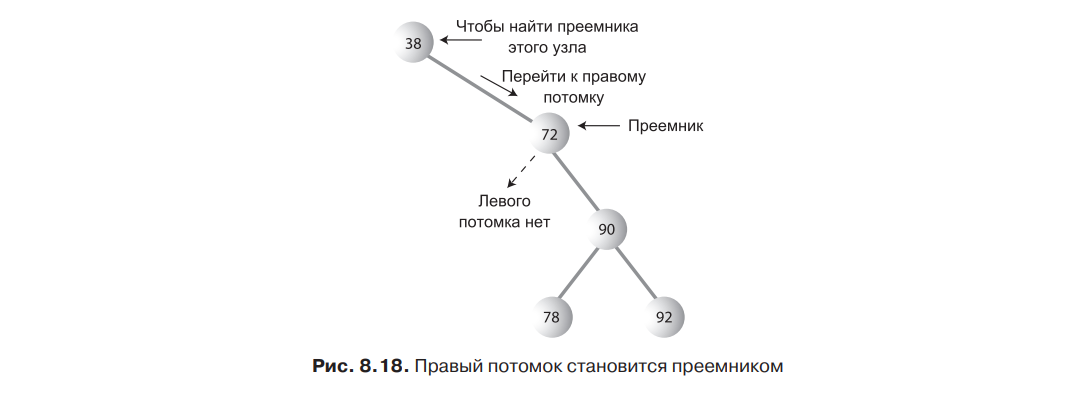 38
Чтобы найти преемника
этого узла
Перейти к правому
потомку
72
Преемник
Левого
потомка нет
90
78
92
Рис. 8.18. Правый потомок становится преемником